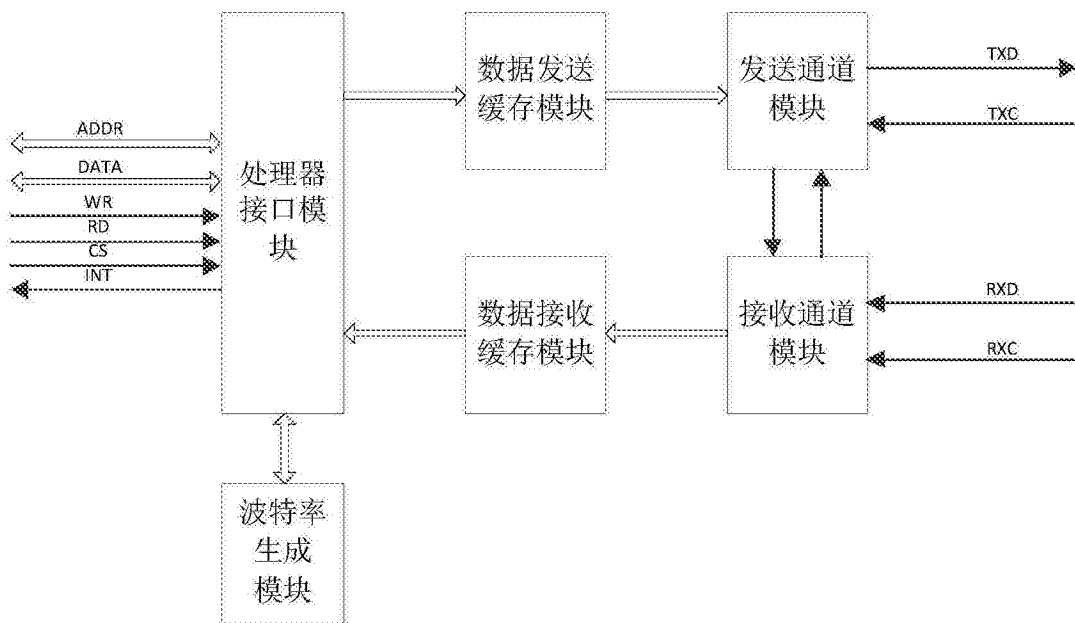 ADDR
DATA
WR
RD
CS
INT
处理器
接口模
块
数据发送
缓存模块
发送通道
模块
TXD
TXC
数据接收
缓存模块
接收通道
模块
RXD
RXC
波特率
生成
模块